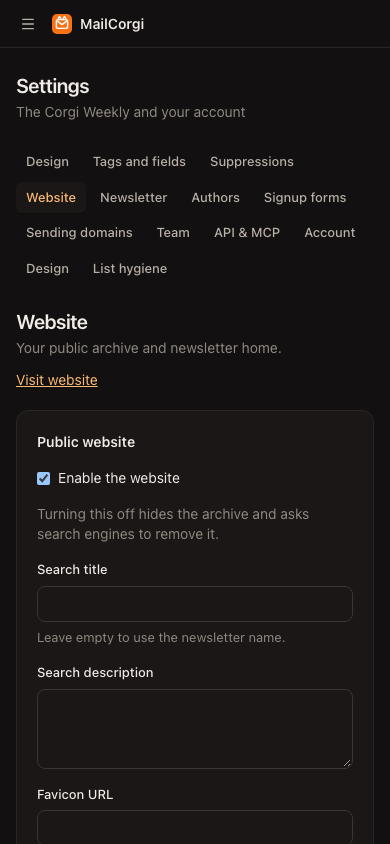 MailCorgi
Settings
The Corgi Weekly and your account
Design Tags and fields Suppressions
Website Newsletter Authors Signup forms
Sending domains Team API & MCP Account
Design List hygiene
Website
Your public archive and newsletter home.
Visit website
Public website
Enable the website
Turning this off hides the archive and asks
search engines to remove it.
Search title
Leave empty to use the newsletter name.
Search description
Favicon URL